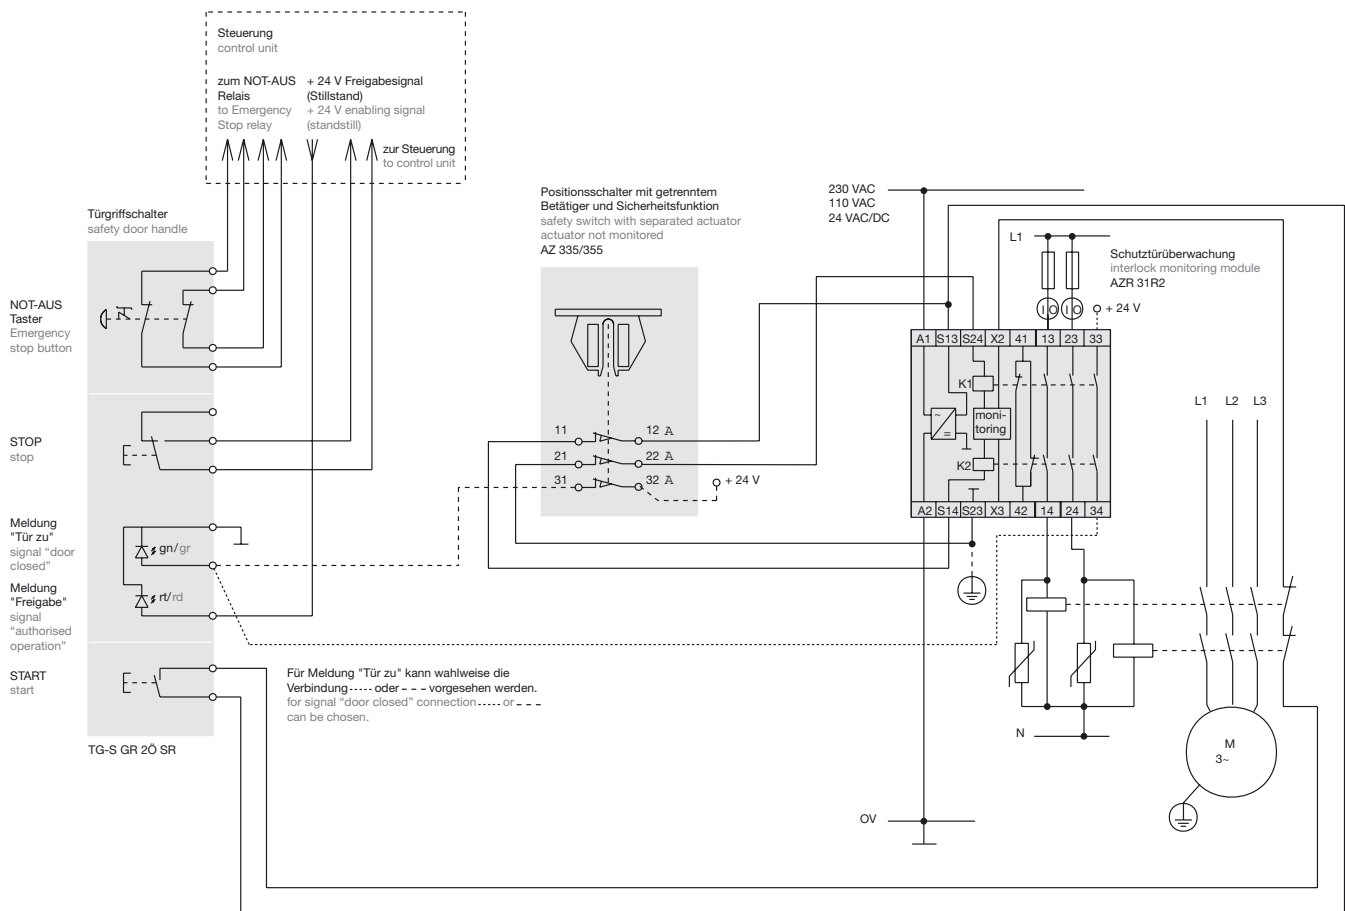 Steuerung
control unit
zum NOT-AUS
Relais
to Emergency
Stop relay
+ 24 V Freigabesignal
(Stillstand)
+ 24 V enabling signal
(standstill)
zur Steuerung
to control unit
Türgriffschalter
safety door handle
NOT-AUS
Taster
Emergency
stop button
STOP
stop
Meldung
"Tür zu"
signal “door
closed”
gn/gr
Meldung
"Freigabe"
signal
“authorised
operation”
rt/rd
START
start
TG-S GR 2Ö SR
Für Meldung "Tür zu" kann wahlweise die
Verbindung ----- oder – – – vorgesehen werden.
for signal “door closed” connection ----- or – – –
can be chosen.
Positionsschalter mit getrenntem
Betätiger und Sicherheitsfunktion
safety switch with separated actuator
actuator not monitored
AZ 335/355
11 12 A
21 22 A
31 32 A
+ 24 V
230 VAC
110 VAC
24 VAC/DC
L1
Schutztürüberwachung
interlock monitoring module
AZR 31R2
I O I O
+ 24 V
A1 S13 S24 X2 41 13 23 33
K1
~
=
moni-
toring
K2
A2 S14 S23 X3 42 14 24 34
L1 L2 L3
N
M
3~
OV